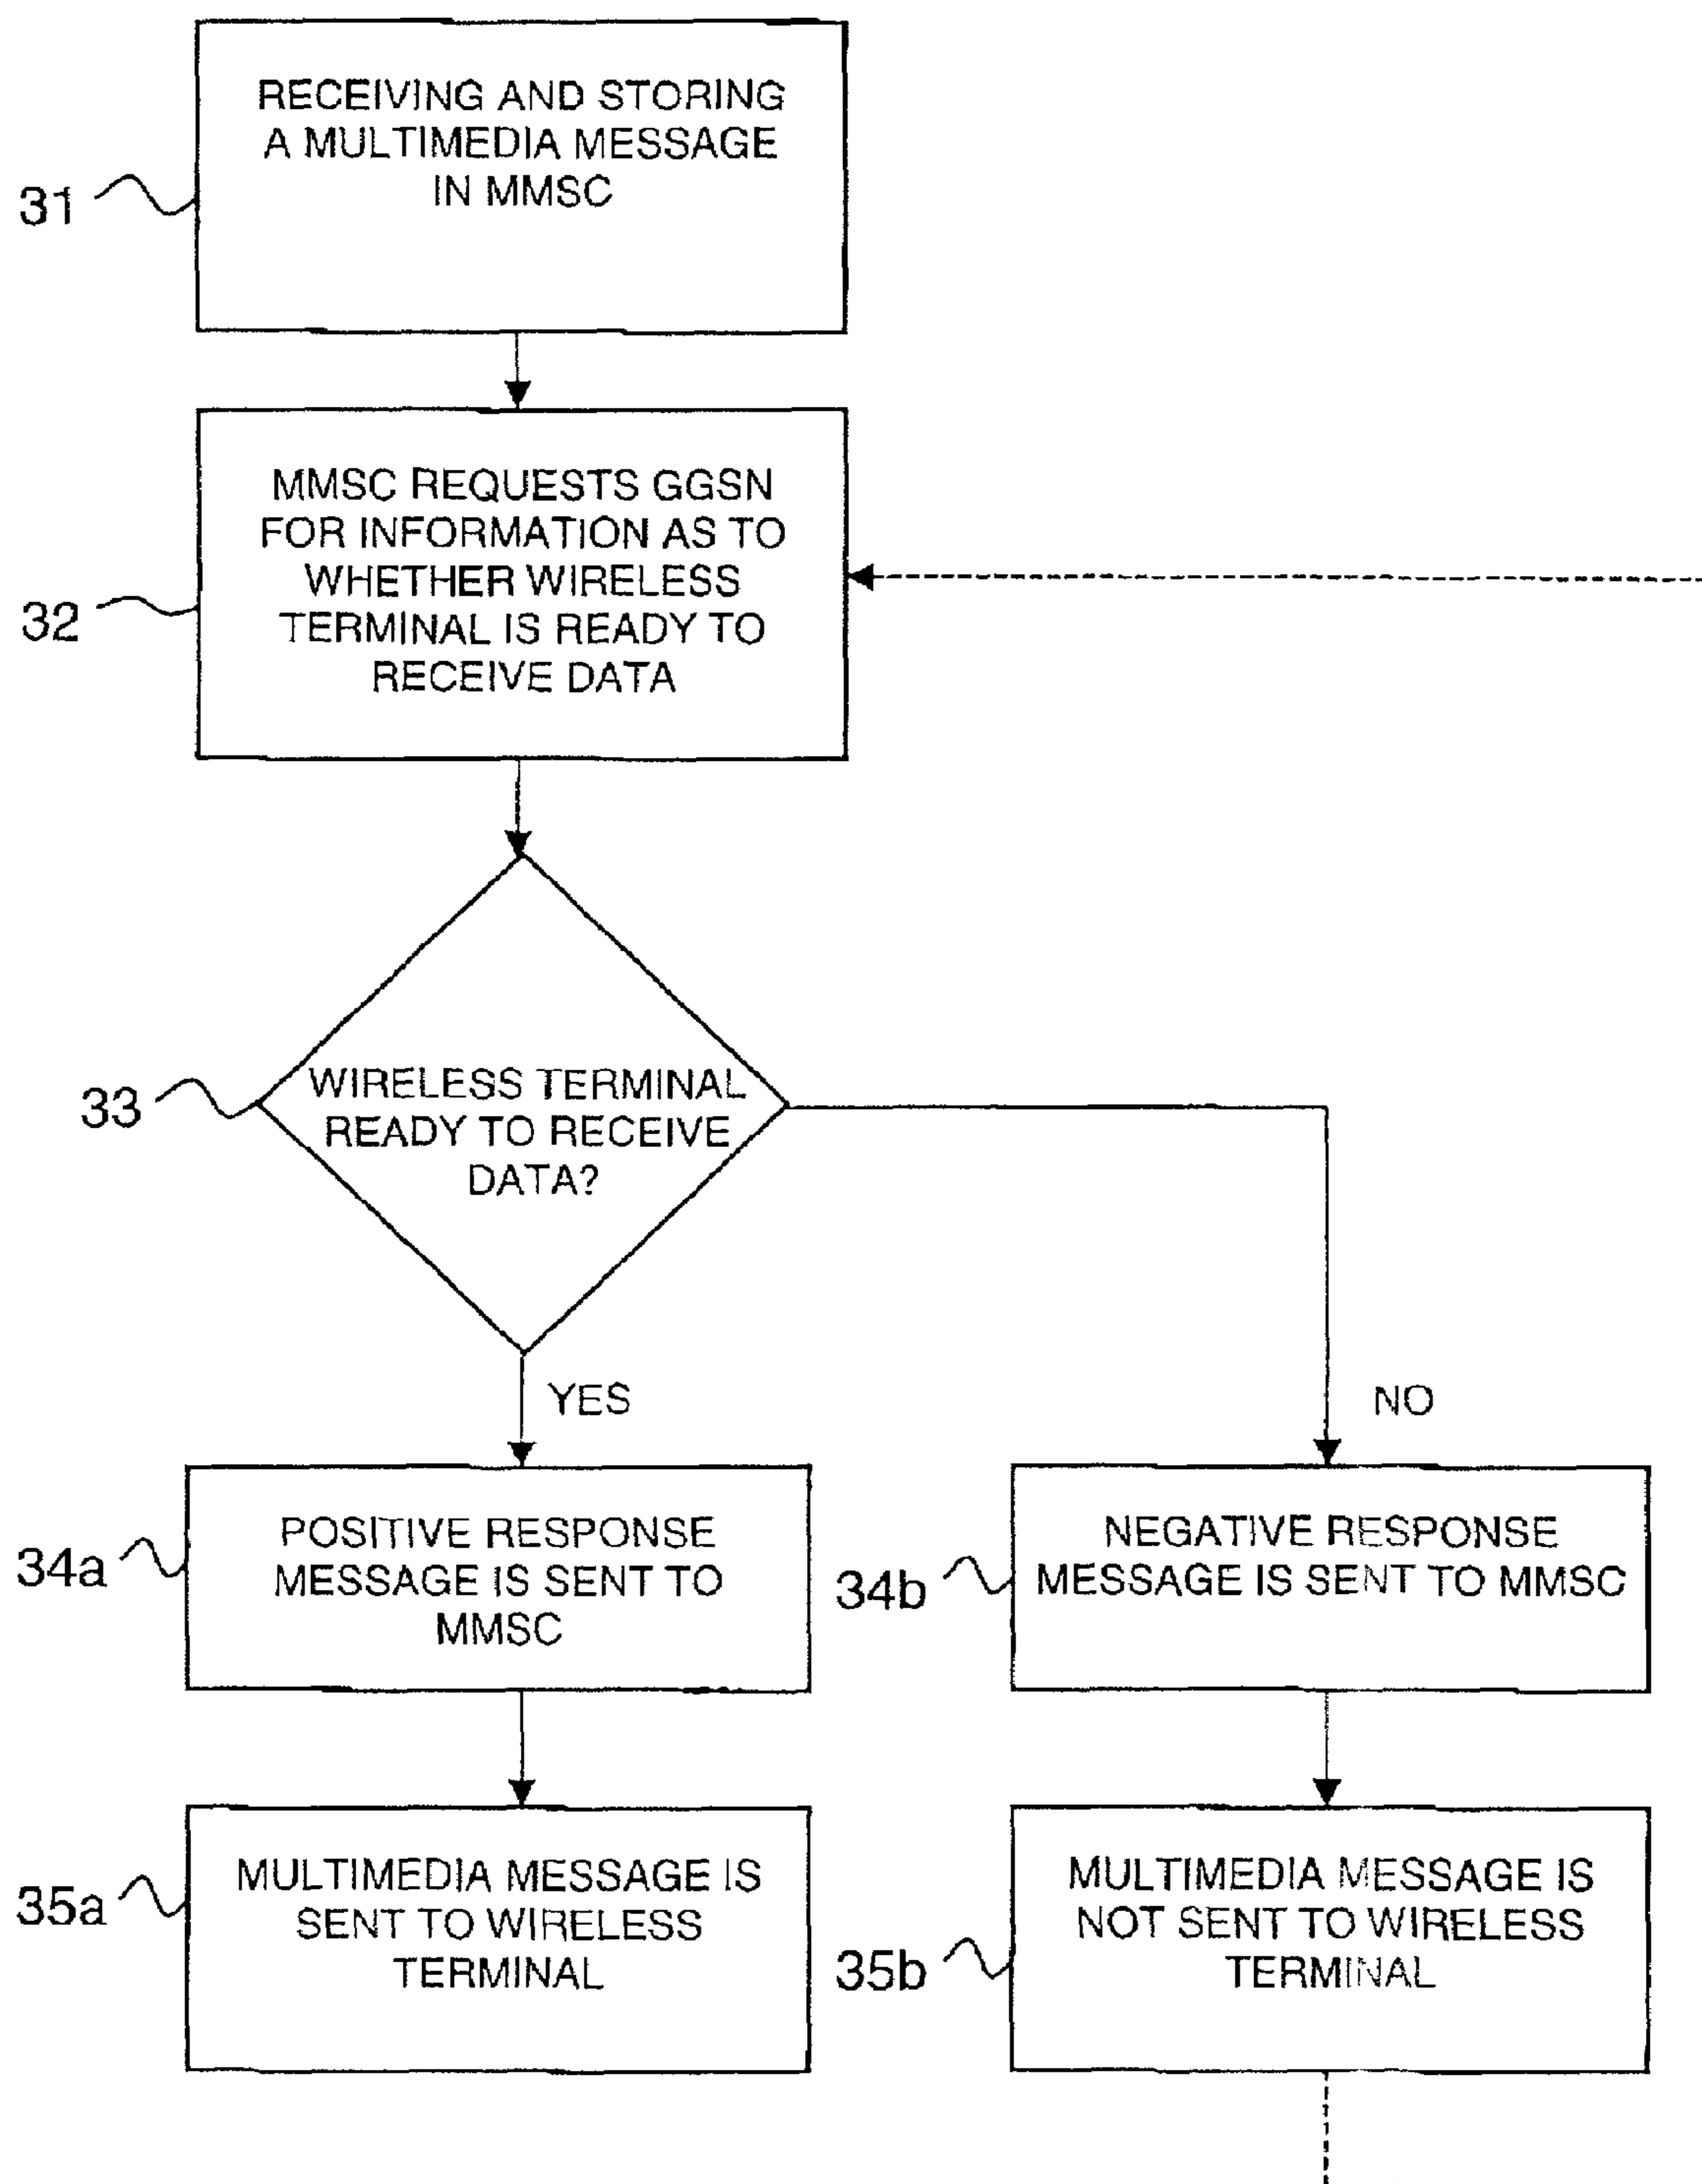 RECEIVING AND STORING
A MULTIMEDIA MESSAGE
IN MMSC
31
MMSC REQUESTS GGSN
FOR INFORMATION AS TO
WHETHER WIRELESS
TERMINAL IS READY TO
RECEIVE DATA
32
WIRELESS TERMINAL
READY TO RECEIVE
DATA?
33
YES
NO
POSITIVE RESPONSE
MESSAGE IS SENT TO
MMSC
34a
NEGATIVE RESPONSE
MESSAGE IS SENT TO MMSC
34b
MULTIMEDIA MESSAGE IS
SENT TO WIRELESS
TERMINAL
35a
MULTIMEDIA MESSAGE IS
NOT SENT TO WIRELESS
TERMINAL
35b